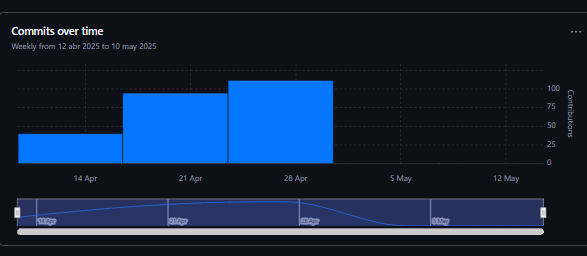 Commits over time
...
Weekly from 12 abr 2025 to 10 may 2025
100
75
50
25
0
Contributions
14 Apr 21 Apr 28 Apr 5 May 12 May
14 Apr 21 Apr 28 Apr 5 May